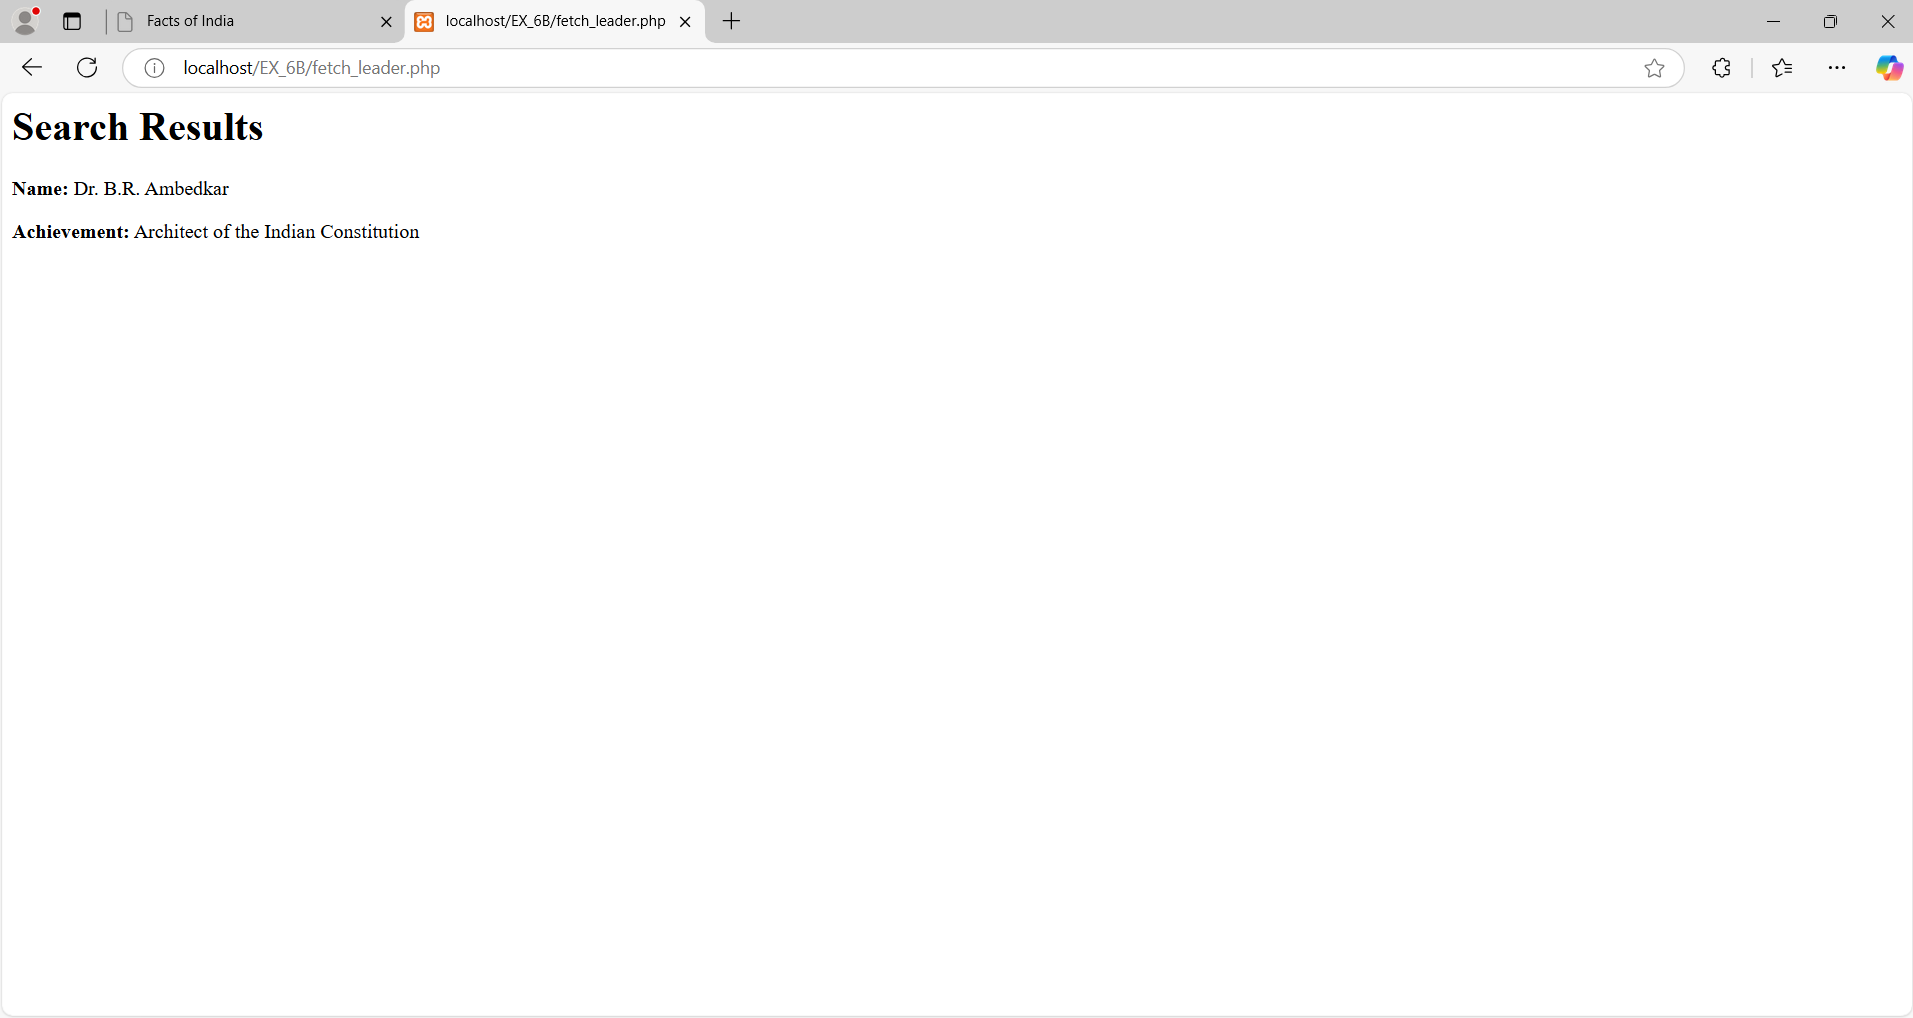 Facts of India
localhost/EX_6B/fetch_leader.php
localhost/EX_6B/fetch_leader.php
Search Results
Name: Dr. B.R. Ambedkar
Achievement: Architect of the Indian Constitution